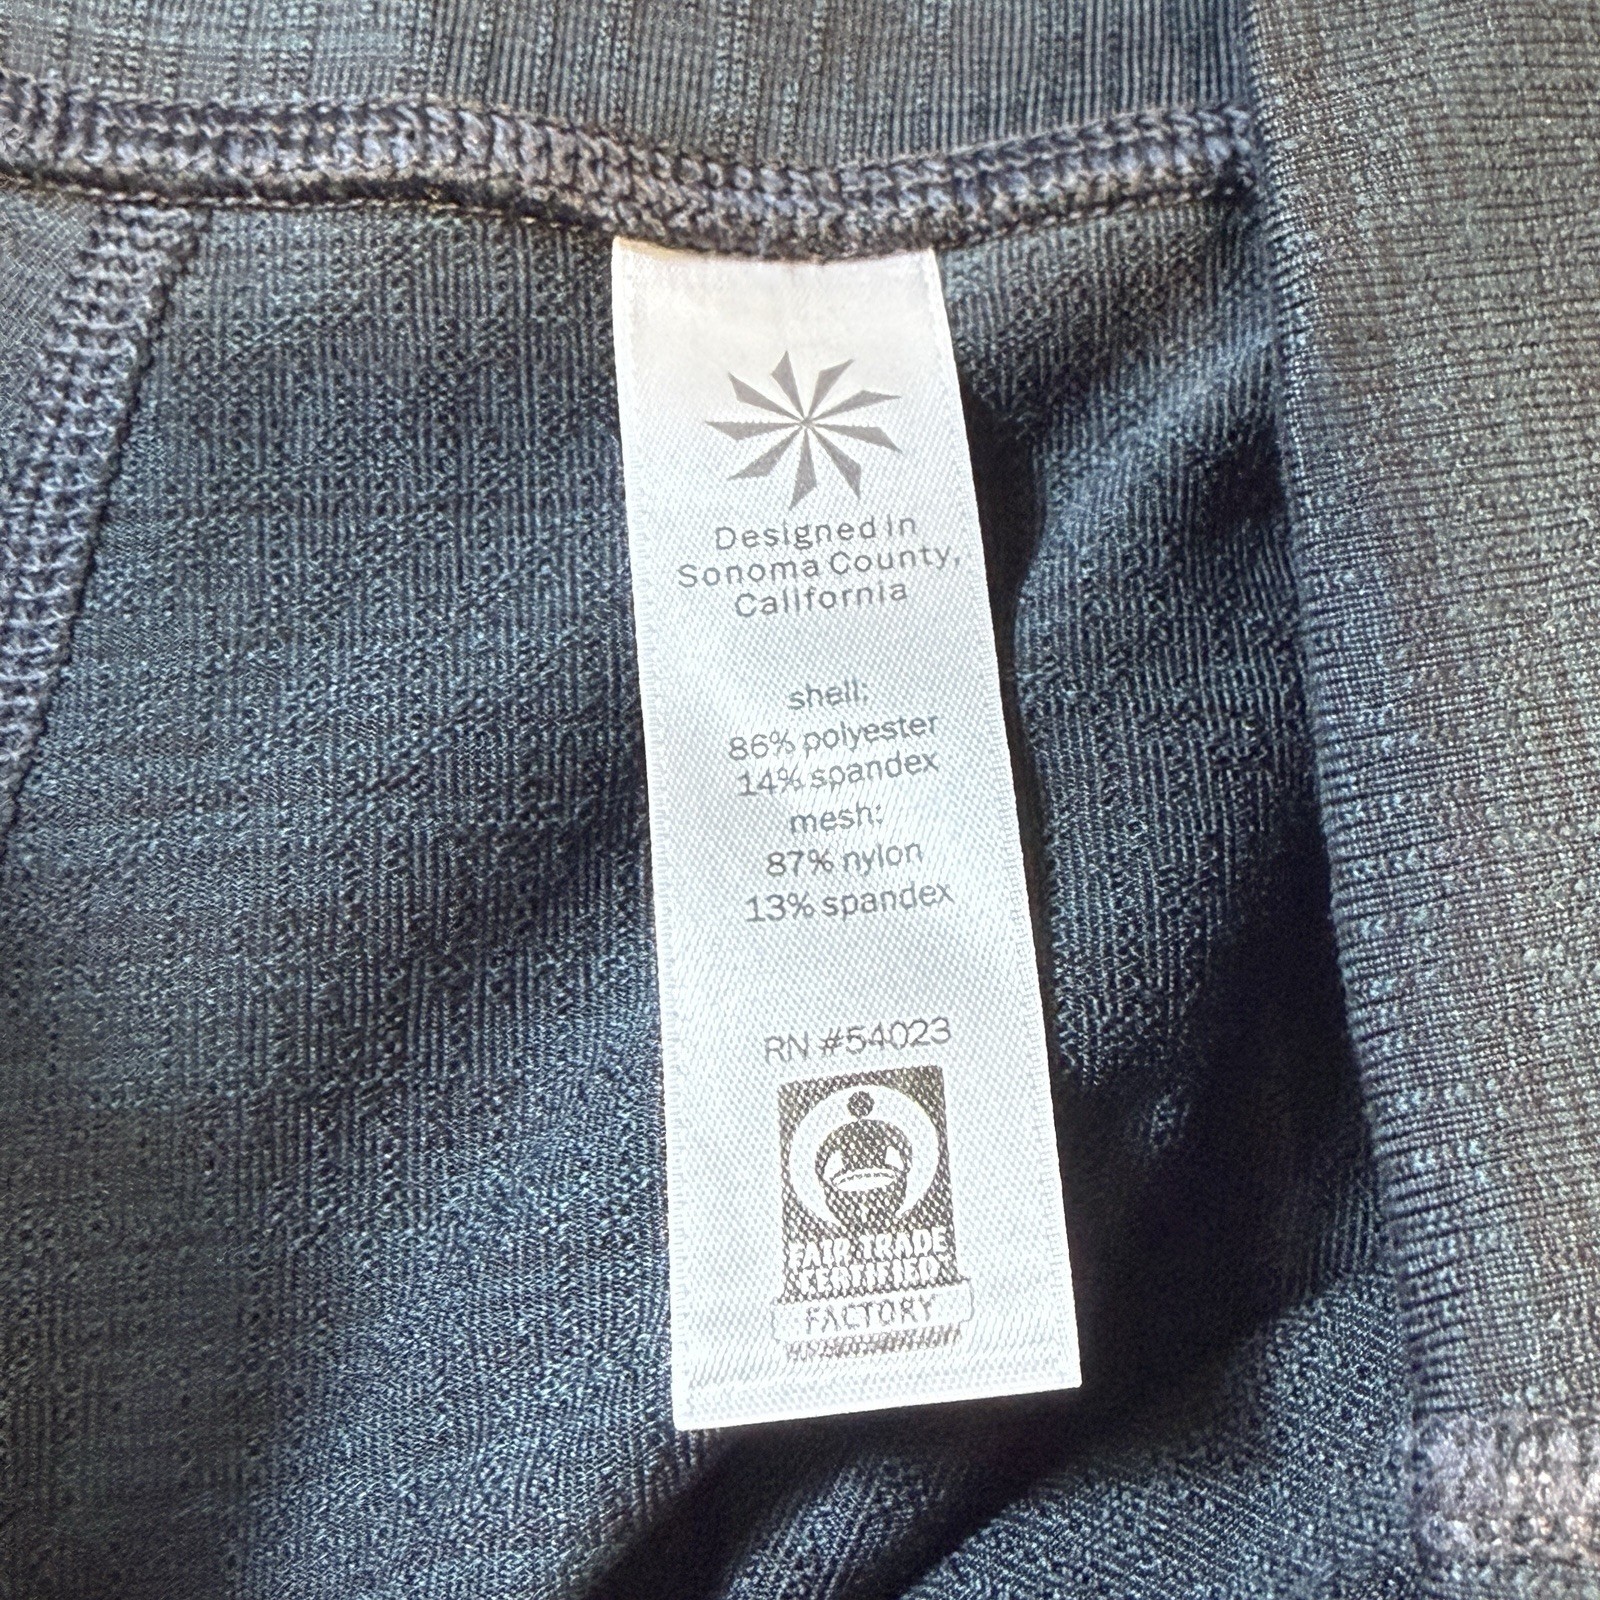 Designed in
Sonoma County,
California
shell:
86% polyester
14% spandex
mesh:
87% nylon
13% spandex
RN #54023
FAIR TRADE
CERTIFIED
FACTORY